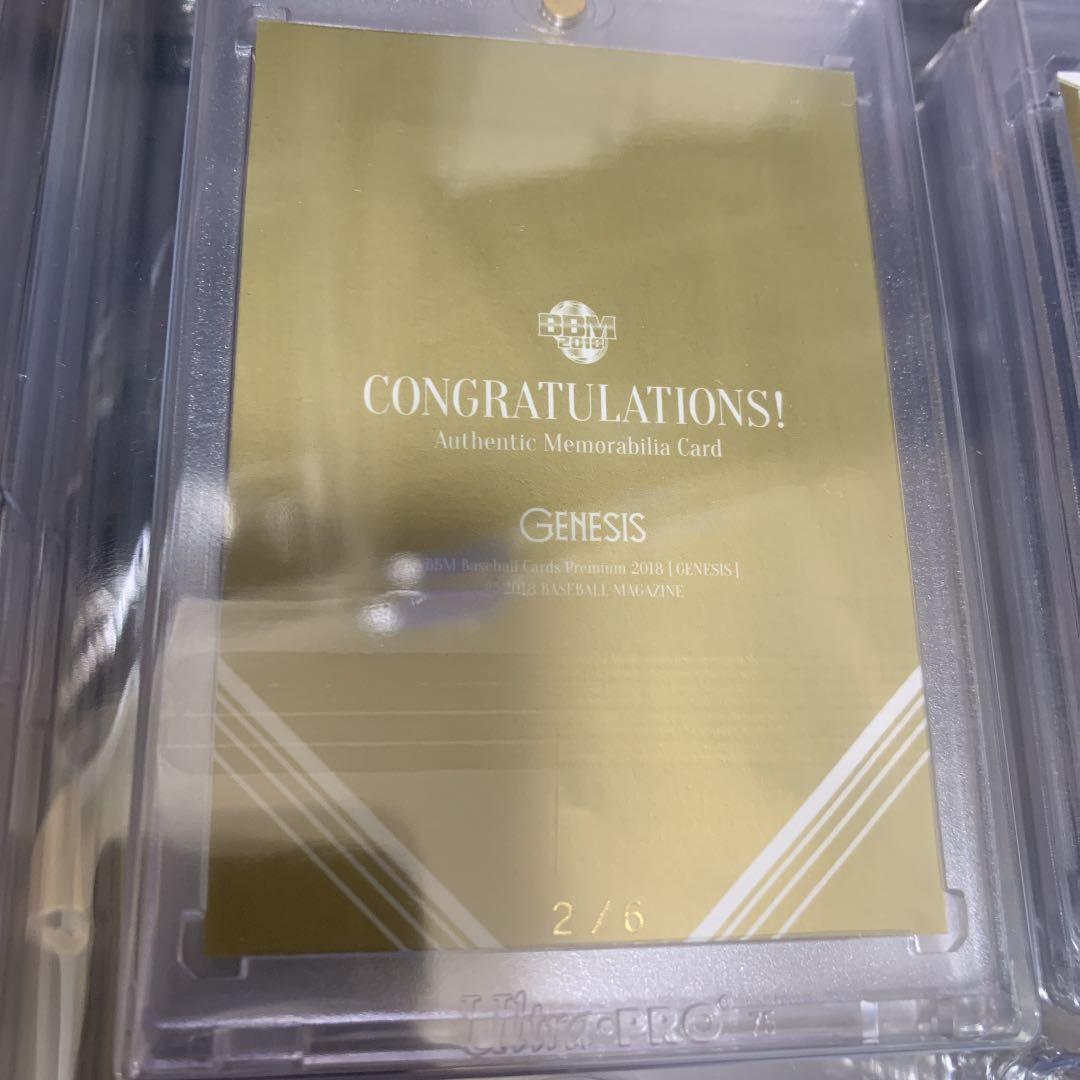 BBM
2018
CONGRATULATIONS!
Authentic Memorabilia Card
GENESIS
BBM Baseball Cards Premium 2018 [GENESIS]
©2018 BASEBALL MAGAZINE
2 / 6
Ultra·PRO®